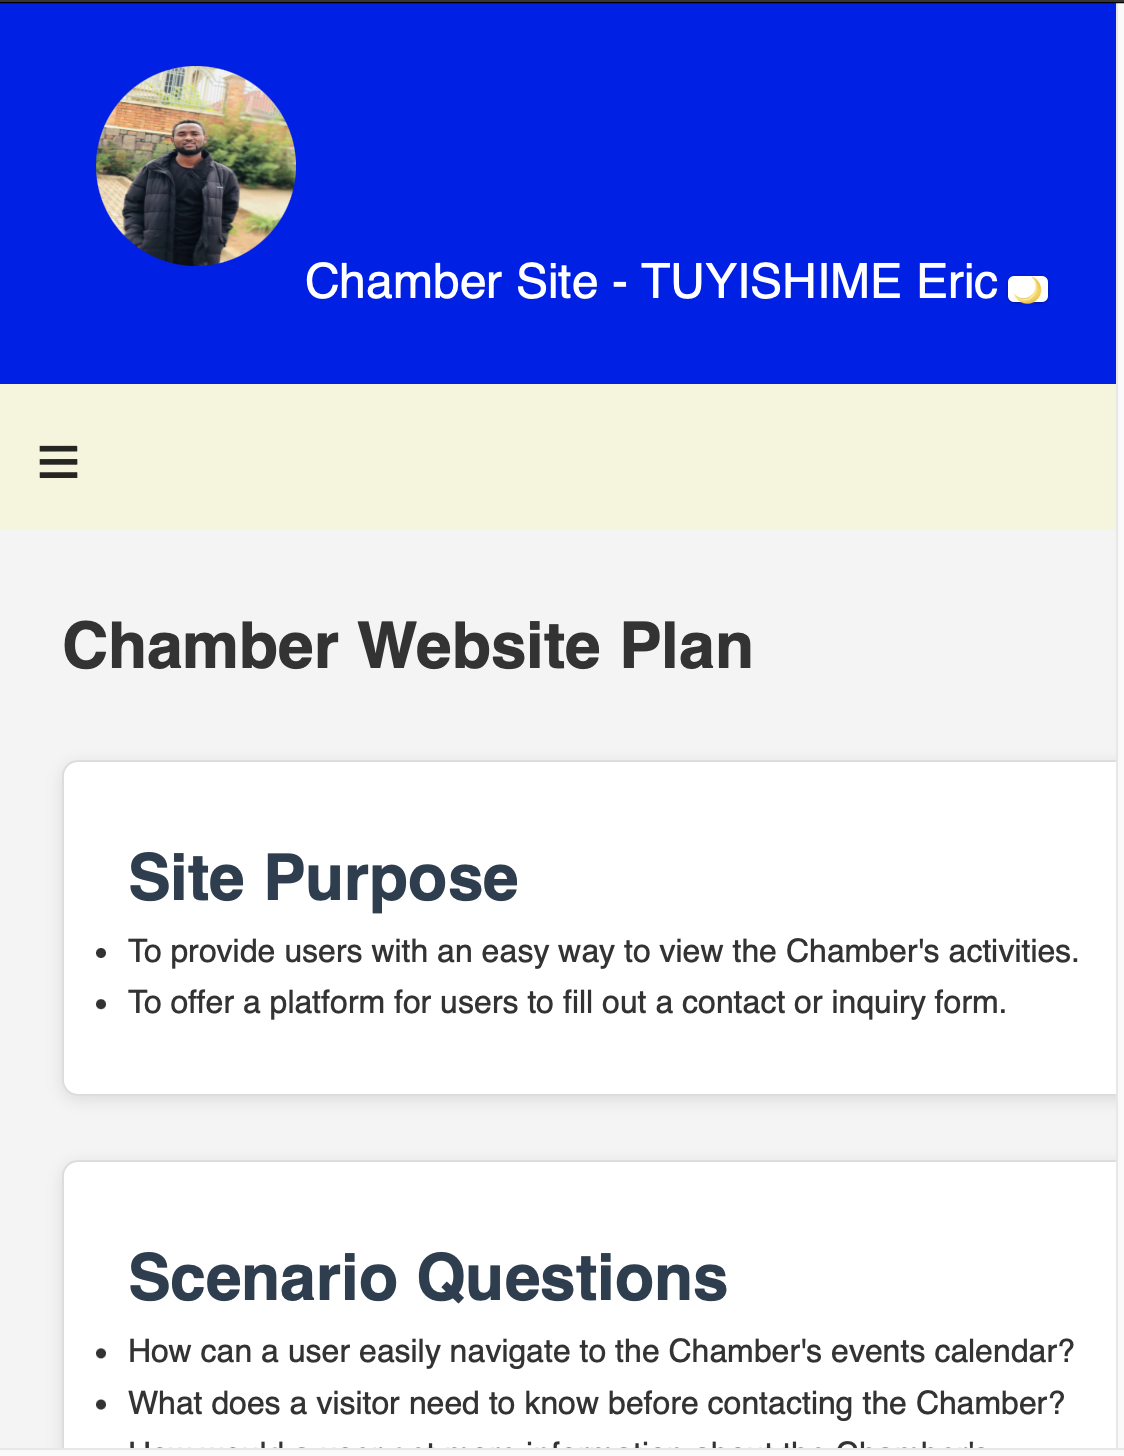 Chamber Site - TUYISHIME Eric
Chamber Website Plan
Site Purpose
• To provide users with an easy way to view the Chamber's activities.
• To offer a platform for users to fill out a contact or inquiry form.
Scenario Questions
• How can a user easily navigate to the Chamber's events calendar?
• What does a visitor need to know before contacting the Chamber?